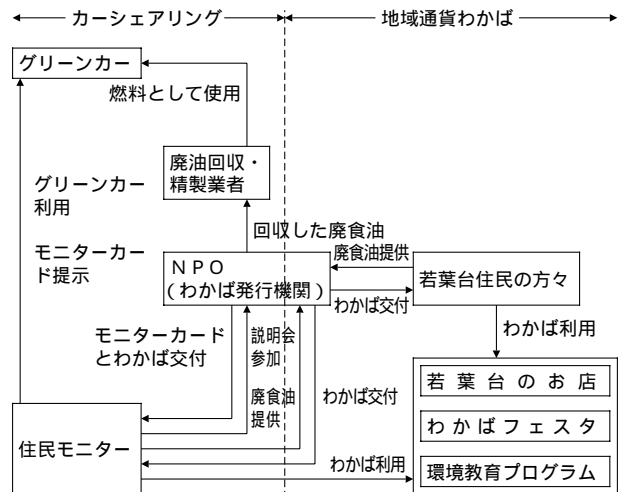 カーシェアリング
地域通貨わかば
グリーンカー
燃料として使用
廃油回収・
精製業者
グリーンカー
利用
回収した廃食油
モニターカー
ド提示
廃食油提供
NPO
(わかば発行機関)
若葉台住民の方々
わかば交付
わかば利用
モニターカード
とわかば交付
説明会
参加
若葉台のお店
廃食油
提供
わかば交付
わかばフェスタ
住民モニター
わかば利用
環境教育プログラム